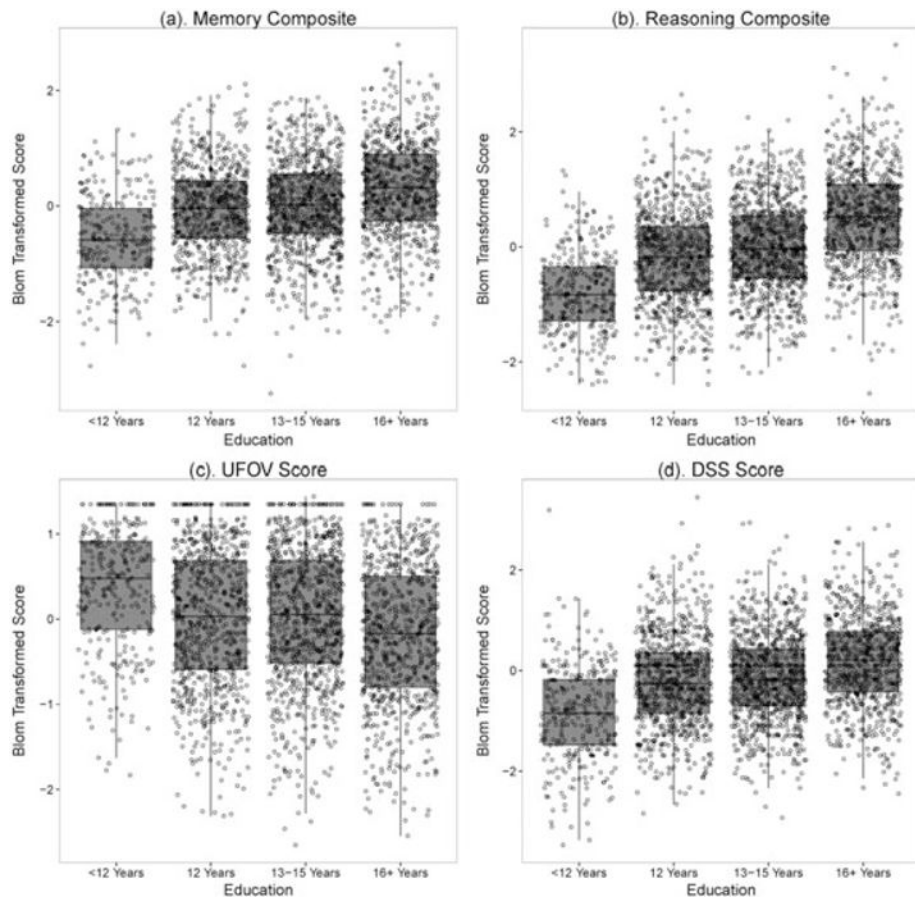 (a). Memory Composite
Blom Transformed Score
2
0
−2
<12 Years 12 Years 13−15 Years 16+ Years
Education
(b). Reasoning Composite
Blom Transformed Score
2
0
−2
<12 Years 12 Years 13−15 Years 16+ Years
Education
(c). UFOV Score
Blom Transformed Score
1
0
−1
−2
<12 Years 12 Years 13−15 Years 16+ Years
Education
(d). DSS Score
Blom Transformed Score
2
0
−2
<12 Years 12 Years 13−15 Years 16+ Years
Education